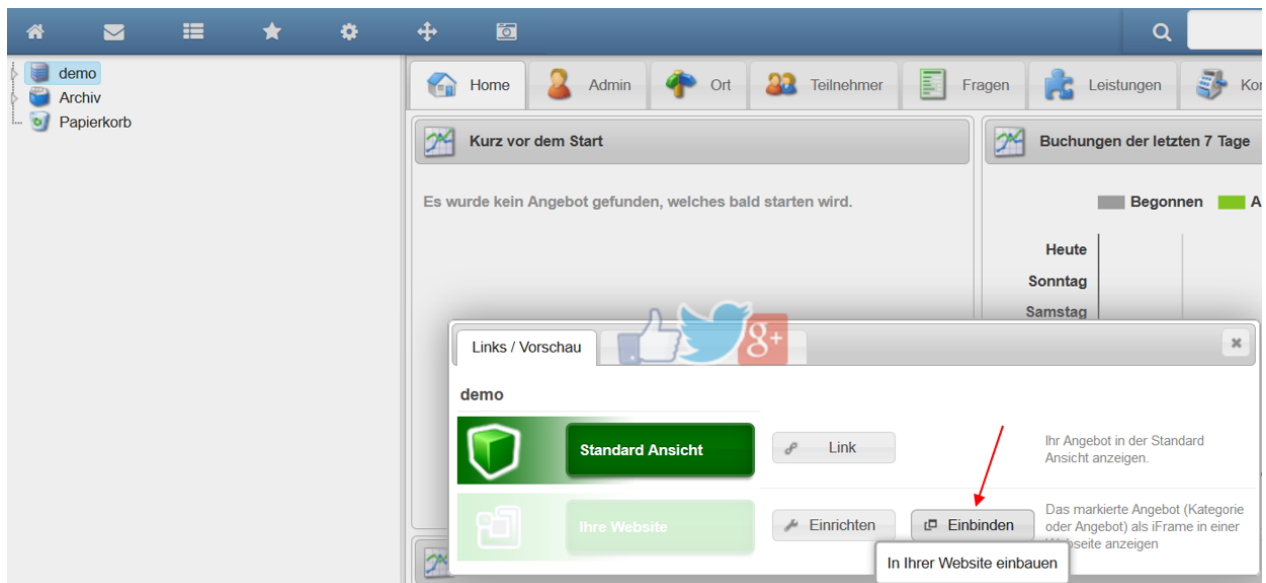 demo
Archiv
Papierkorb
Home
Admin
Ort
Teilnehmer
Fragen
Leistungen
Kurz vor dem Start
Buchungen der letzten 7 Tage
Es wurde kein Angebot gefunden, welches bald starten wird.
Begonnen
Heute
Sonntag
Samstag
Links / Vorschau
g+
demo
Standard Ansicht
Link
Ihr Angebot in der Standard
Ansicht anzeigen.
Ihre Website
Einrichten
Einbinden
Das markierte Angebot (Kategorie
oder Angebot) als iFrame in einer
anzeigen
In Ihrer Website einbauen